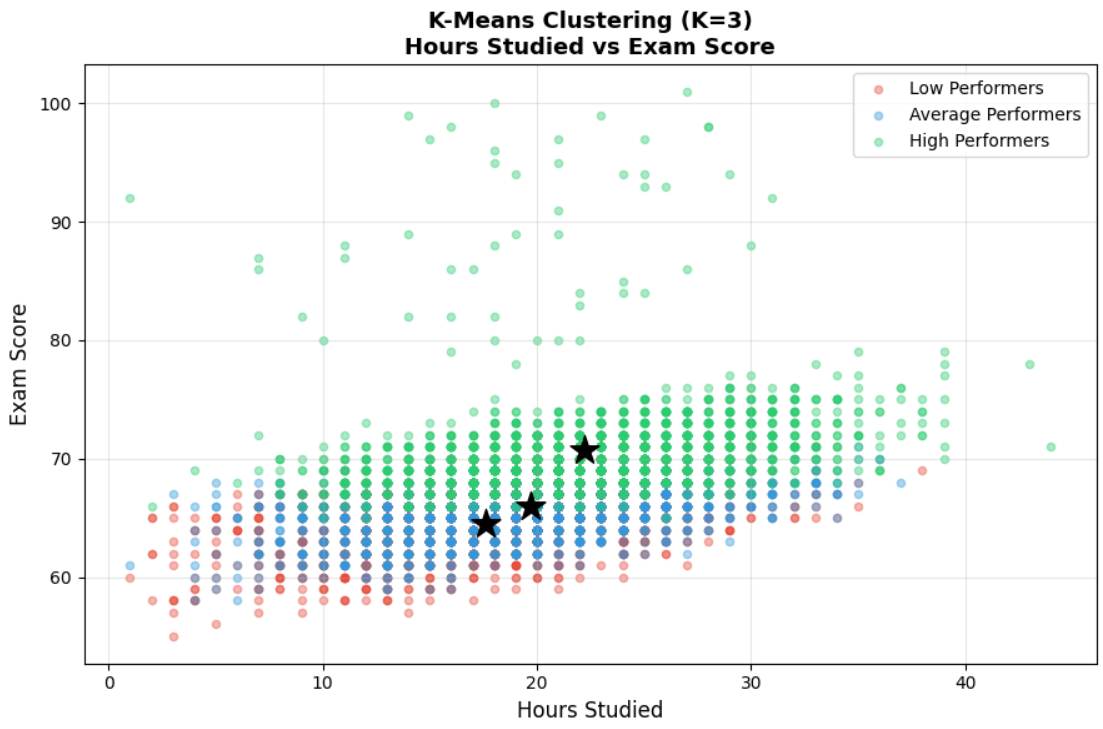 K-Means Clustering (K=3)
Hours Studied vs Exam Score
Low Performers
Average Performers
High Performers
Exam Score
100
90
80
70
60
0 10 20 30 40
Hours Studied